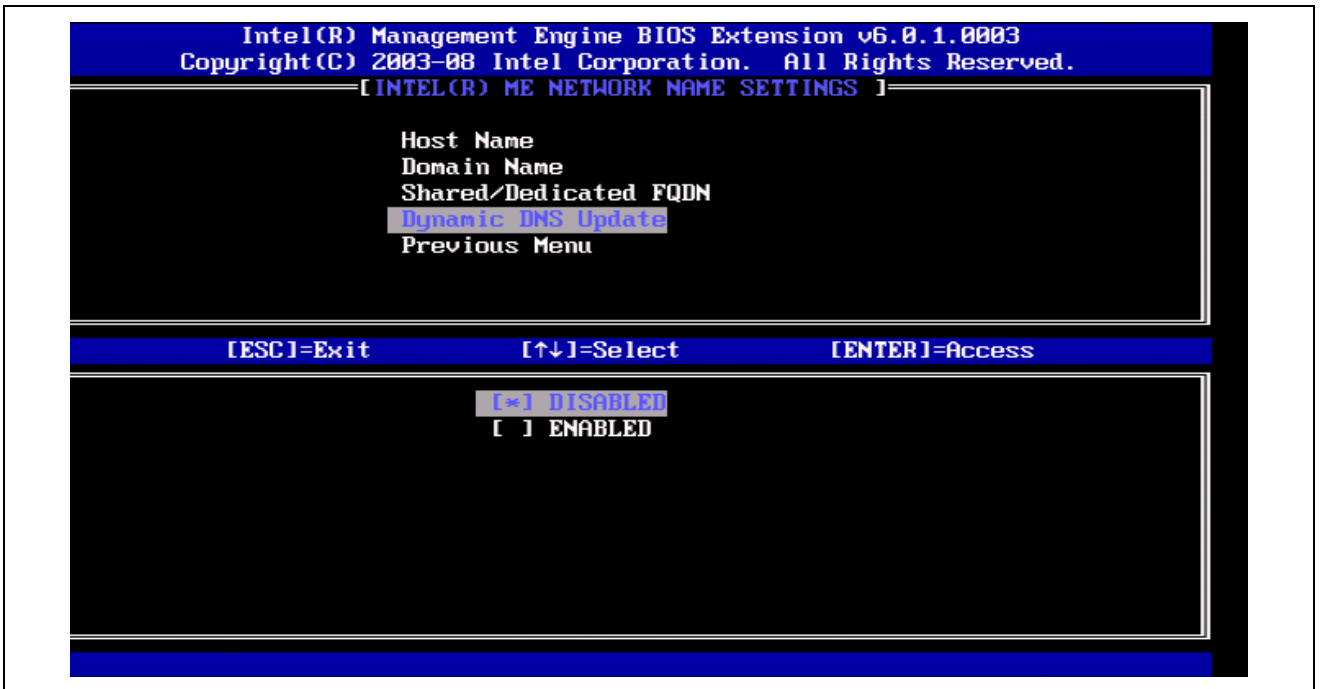 Intel(R) Management Engine BIOS Extension v6.0.1.0003
Copyright(C) 2003-08 Intel Corporation. All Rights Reserved.
[INTEL(R) ME NETWORK NAME SETTINGS ]
Host Name
Domain Name
Shared/Dedicated FQDN
Dynamic DNS Update
Previous Menu
[ESC]=Exit [↑↓]=Select [ENTER]=Access
[*] DISABLED
[ ] ENABLED